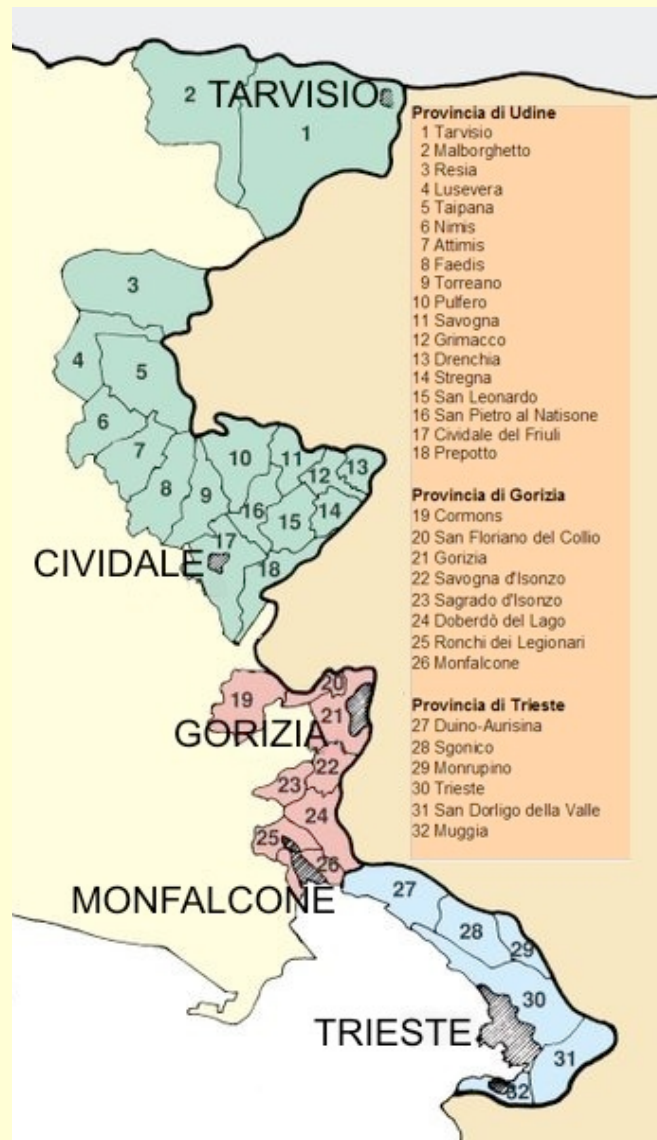 TARVISIO
2
1
Provincia di Udine
1 Tarvisio
2 Malborghetto
3 Resia
4 Lusevera
5 Taipana
6 Nimis
7 Attimis
8 Faedis
9 Torreano
10 Pulfero
11 Savogna
12 Grimacco
13 Drenchia
14 Stregna
15 San Leonardo
16 San Pietro al Natisone
17 Cividale del Friuli
18 Prepotto
Provincia di Gorizia
19 Cormons
20 San Floriano del Collio
21 Gorizia
22 Savogna d'Isonzo
23 Sagrado d'Isonzo
24 Doberdò del Lago
25 Ronchi dei Legionari
26 Monfalcone
Provincia di Trieste
27 Duino-Aurisina
28 Sgonico
29 Monrupino
30 Trieste
31 San Dorligo della Valle
32 Muggia
3
4
5
6
7
8
9
10
11
12
13
14
15
16
17
18
CIVIDALE
19
20
21
GORIZIA
22
23
24
25
26
MONFALCONE
27
28
29
30
TRIESTE
31
32